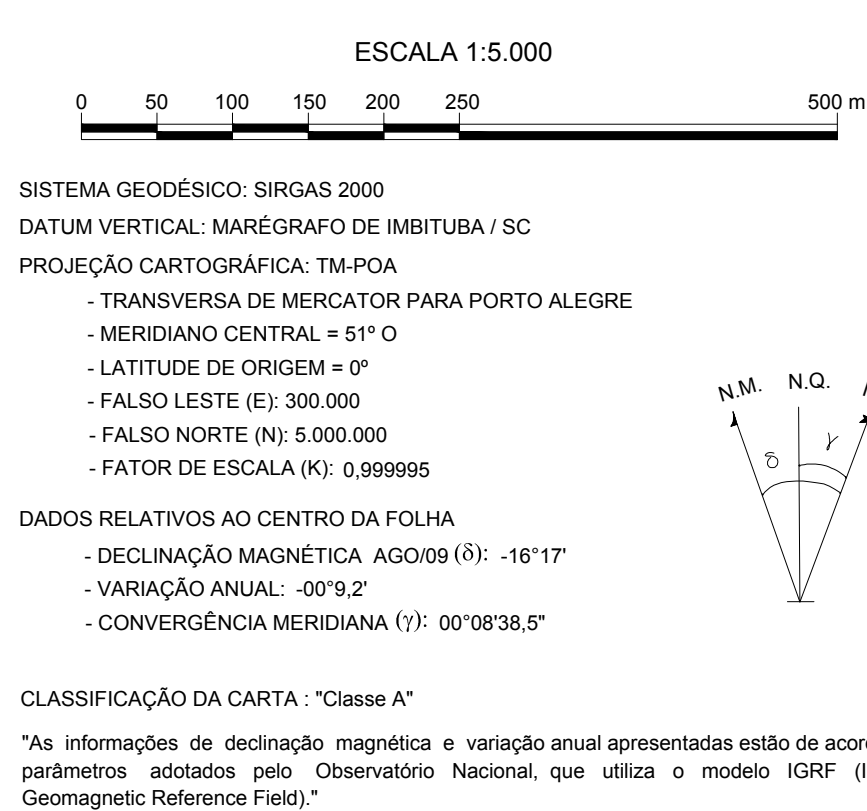 ESCALA 1:5.000
0 50 100 150 200 250 500 m
SISTEMA GEODÉSICO: SIRGAS 2000
DATUM VERTICAL: MARÉGRAFO DE IMBITUBA / SC
PROJEÇÃO CARTOGRÁFICA: TM-POA
- TRANSVERSA DE MERCATOR PARA PORTO ALEGRE
- MERIDIANO CENTRAL = 51º O
- LATITUDE DE ORIGEM = 0º
- FALSO LESTE (E): 300.000
- FALSO NORTE (N): 5.000.000
- FATOR DE ESCALA (K): 0,999995
N.M. N.Q.
δ γ
DADOS RELATIVOS AO CENTRO DA FOLHA
- DECLINAÇÃO MAGNÉTICA AGO/09 (δ): -16°17'
- VARIAÇÃO ANUAL: -00°9,2'
- CONVERGÊNCIA MERIDIANA (γ): 00°08'38,5"
CLASSIFICAÇÃO DA CARTA : "Classe A"
"As informações de declinação magnética e variação anual apresentadas estão de acor
parâmetros adotados pelo Observatório Nacional, que utiliza o modelo IGRF (I
Geomagnetic Reference Field)."